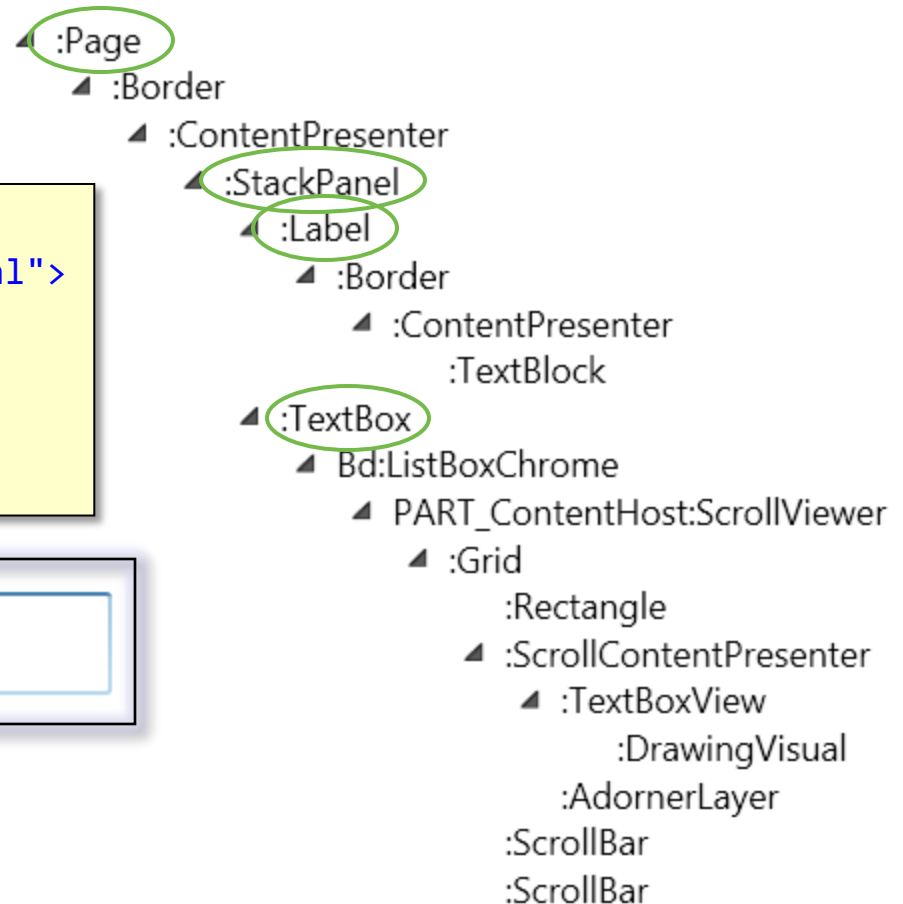 :Page
:Border
:ContentPresenter
:StackPanel
:Label
l">
:Border
:ContentPresenter
:TextBlock
:TextBox
Bd:ListBoxChrome
PART_ContentHost:ScrollViewer
:Grid
:Rectangle
:ScrollContentPresenter
:TextBoxView
:DrawingVisual
:AdornerLayer
:ScrollBar
:ScrollBar